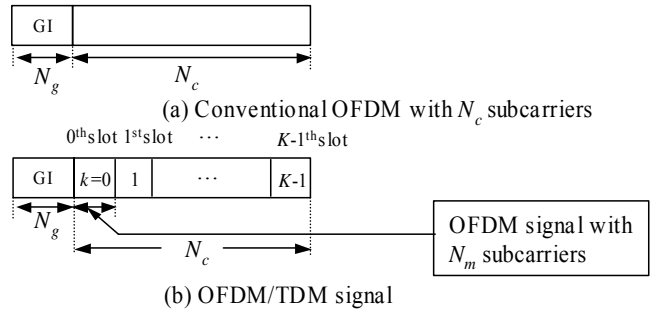 GI
N_g N_c
(a) Conventional OFDM with N_c subcarriers
0th slot 1st slot ... K-1th slot
GI k=0 1 ... K-1
N_g N_c
OFDM signal with
N_m subcarriers
(b) OFDM/TDM signal